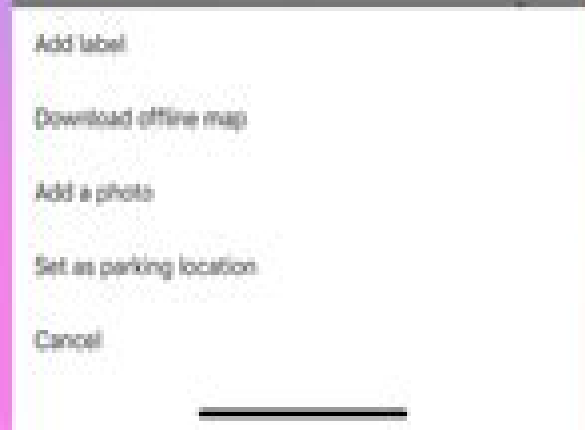 Add label
Download offline map
Add a photo
Set as parking location
Cancel